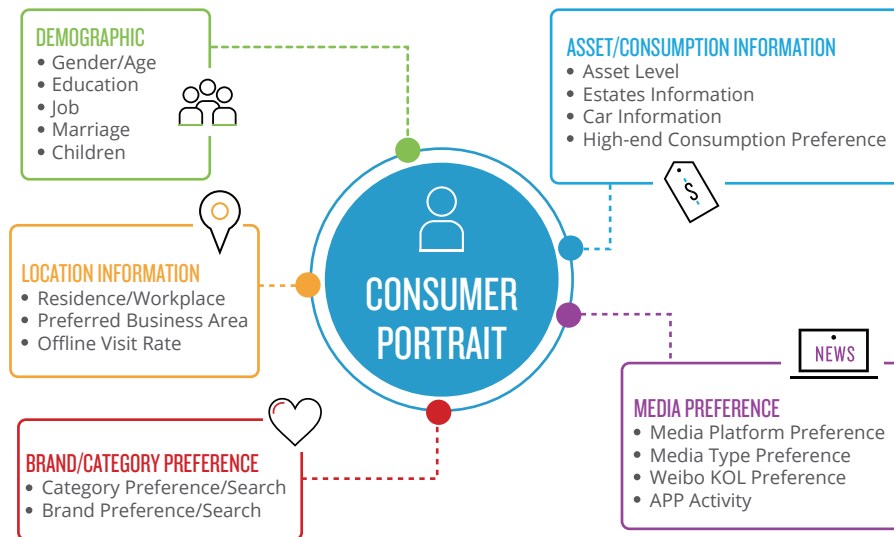 DEMOGRAPHIC
• Gender/Age
• Education
• Job
• Marriage
• Children
ASSET/CONSUMPTION INFORMATION
• Asset Level
• Estates Information
• Car Information
• High-end Consumption Preference
$
LOCATION INFORMATION
• Residence/Workplace
• Preferred Business Area
• Offline Visit Rate
CONSUMER
PORTRAIT
NEWS
MEDIA PREFERENCE
• Media Platform Preference
• Media Type Preference
• Weibo KOL Preference
• APP Activity
BRAND/CATEGORY PREFERENCE
• Category Preference/Search
• Brand Preference/Search